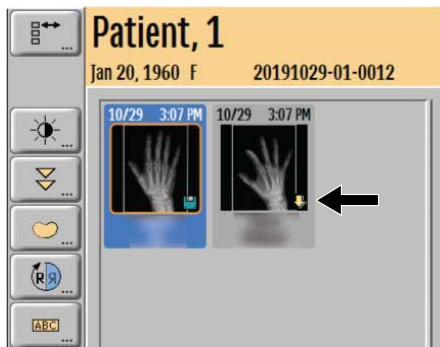 Patient, 1
Jan 20, 1960 F 20191029-01-0012
10/29 3:07 PM 10/29 3:07 PM
R R
ABC